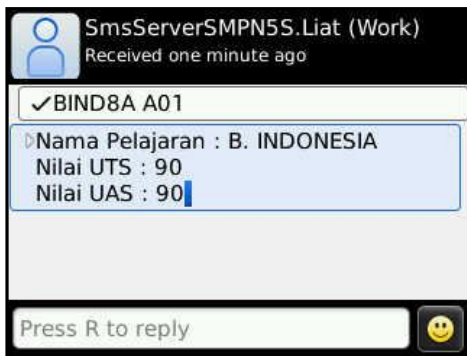 SmsServerSMPN5S.Liat (Work)
Received one minute ago
BIND8A A01
Nama Pelajaran : B. INDONESIA
Nilai UTS : 90
Nilai UAS : 90
Press R to reply